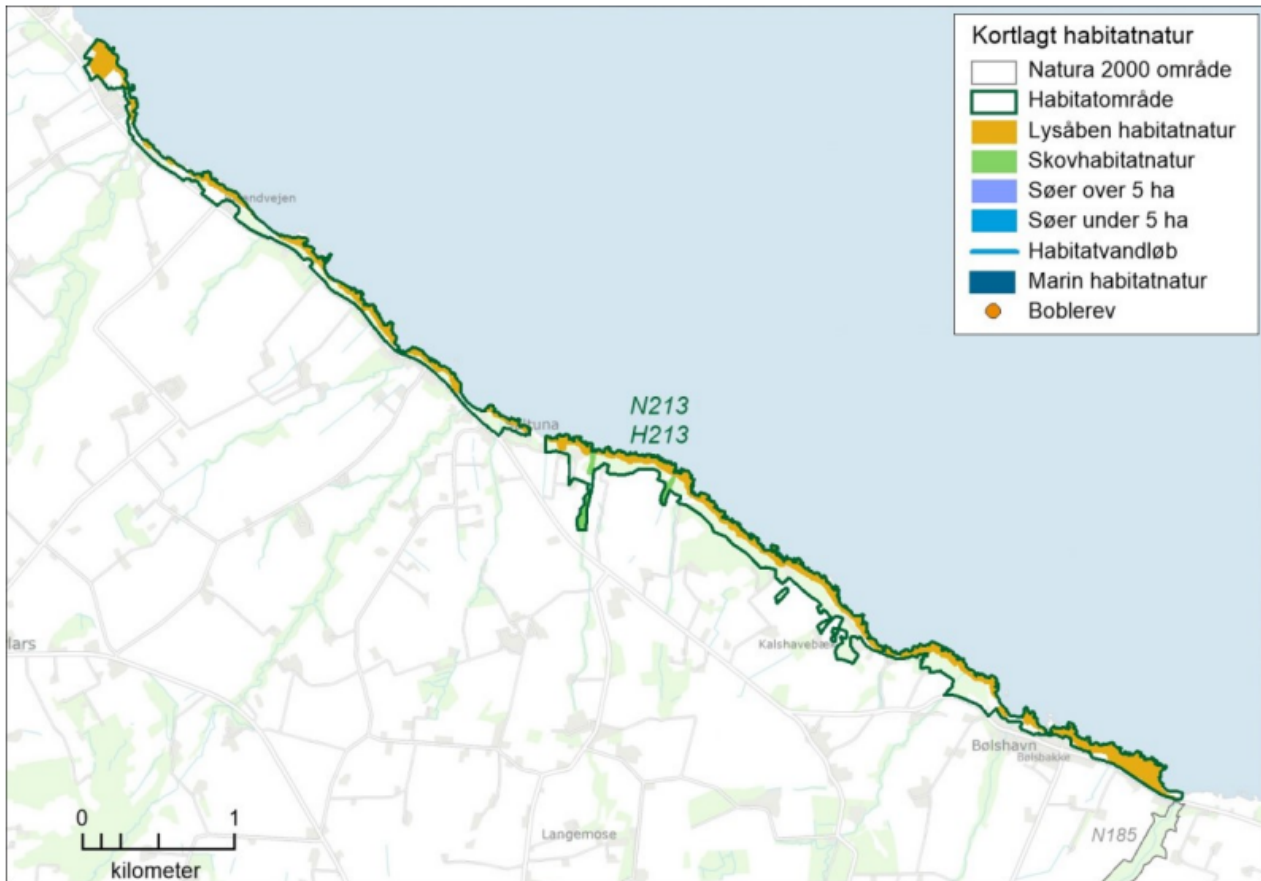 Kortlagt habitatnatur
Natura 2000 område
Habitatområde
Lysåben habitatnatur
Skovhabitatnatur
Søer over 5 ha
Søer under 5 ha
Habitatvandløb
Marin habitatnatur
Boblerev
N213
H213
Bølshavn
Bølsbakke
Langemose
N185
0 1
kilometer